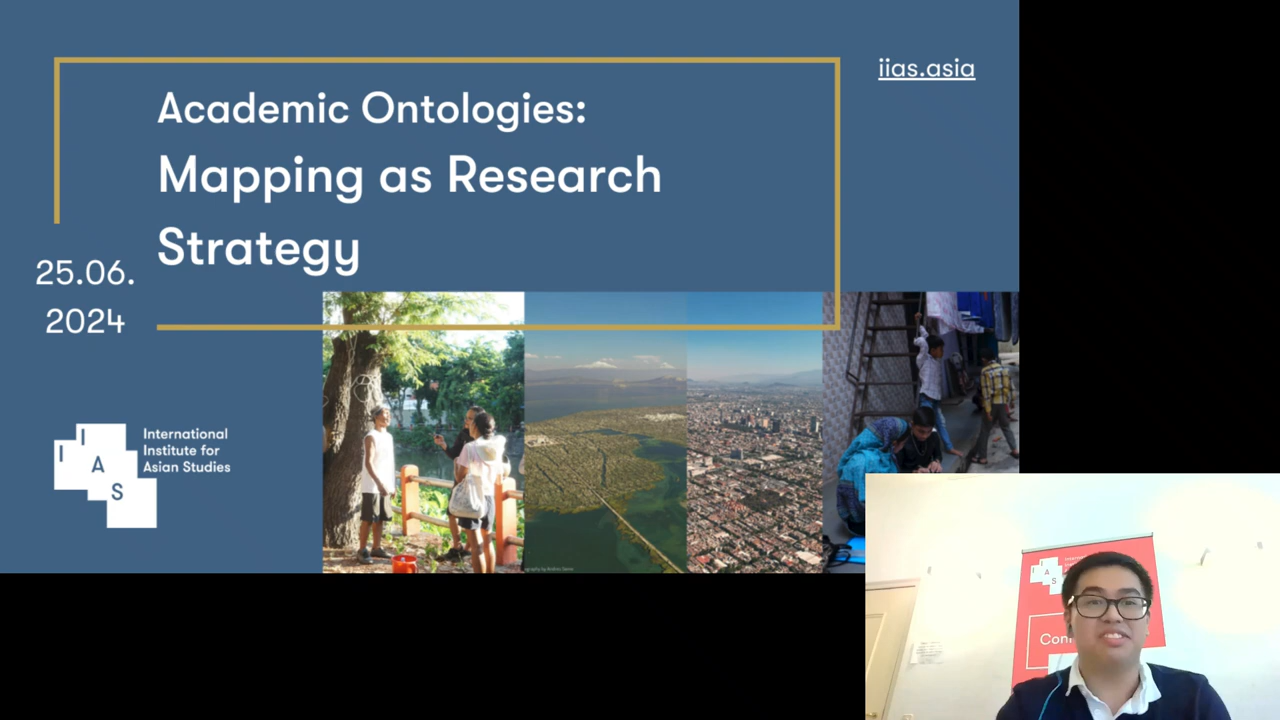 iias.asia
Academic Ontologies:
Mapping as Research
Strategy
25.06.
2024
I
I A
S
International
Institute for
Asian Studies
I
I A
S